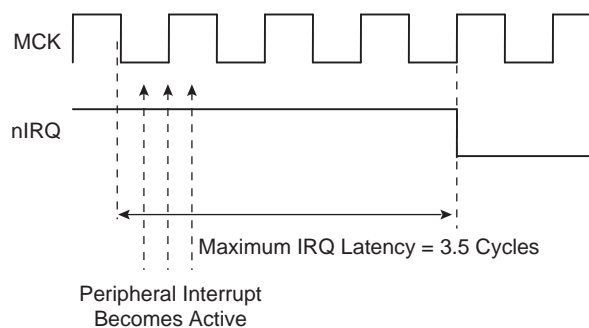 MCK
nIRQ
Maximum IRQ Latency = 3.5 Cycles
Peripheral Interrupt
Becomes Active